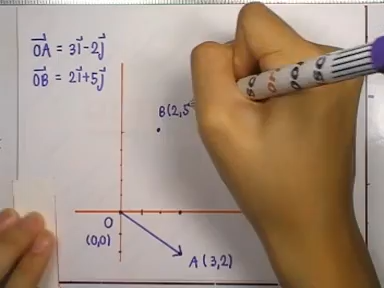 OA = 3i-2j
OB = 2i+5j
B(2,5
O
(0,0)
A (3,2)